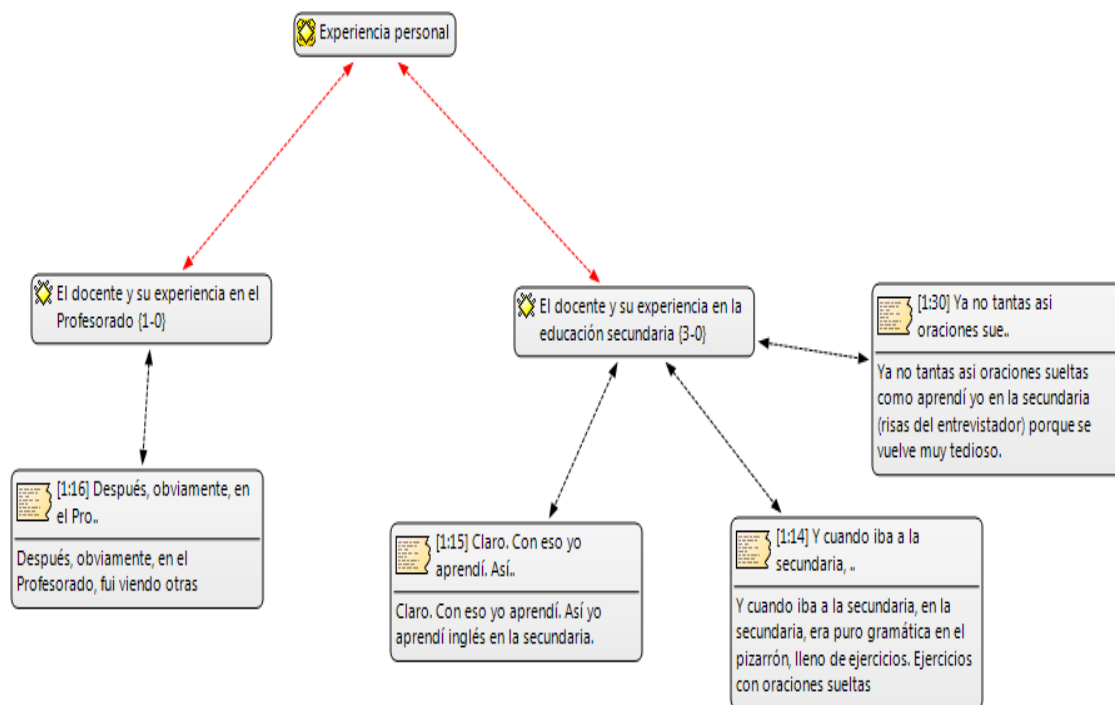 Experiencia personal
El docente y su experiencia en el
Profesorado {1-0}
El docente y su experiencia en la
educación secundaria {3-0}
[1:30] Ya no tantas asi
oraciones sue..
Ya no tantas asi oraciones sueltas
como aprendí yo en la secundaria
(risas del entrevistador) porque se
vuelve muy tedioso.
[1:16] Después, obviamente, en
el Pro..
Después, obviamente, en el
Profesorado, fui viendo otras
[1:15] Claro. Con eso yo
aprendí. Así..
Claro. Con eso yo aprendí. Así yo
aprendí inglés en la secundaria.
[1:14] Y cuando iba a la
secundaria, ..
Y cuando iba a la secundaria, en la
secundaria, era puro gramática en el
pizarrón, lleno de ejercicios. Ejercicios
con oraciones sueltas